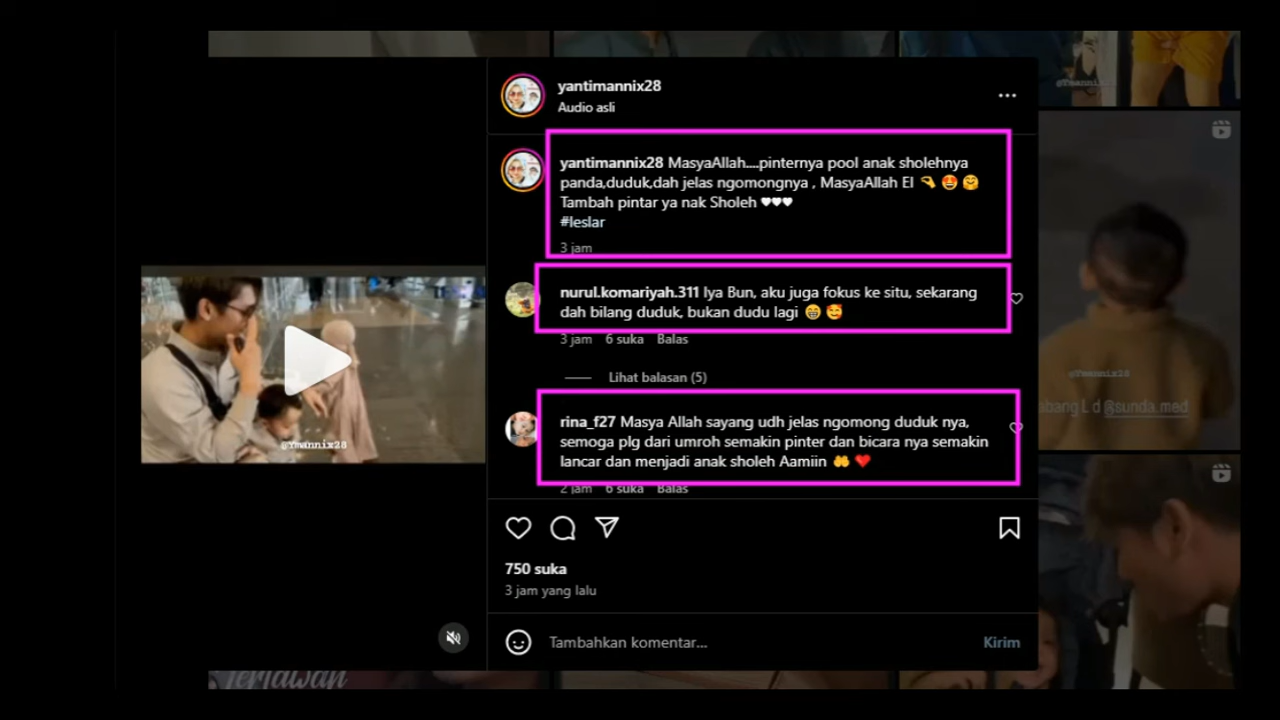 yantimannix28
Audio asli
yantimannix28 MasyaAllah....pinternya pool anak sholehnya
panda,duduk,dah jelas ngomongnya , MasyaAllah El 🤏 😍 🤗
Tambah pintar ya nak Sholeh ♥♥♥
#leslar
3 jam
nurul.komariyah.311 Iya Bun, aku juga fokus ke situ, sekarang
dah bilang duduk, bukan dudu lagi 😁 🥰
3 jam 6 suka Balas
Lihat balasan (5)
rina_f27 Masya Allah sayang udh jelas ngomong duduk nya,
semoga plg dari umroh semakin pinter dan bicara nya semakin
lancar dan menjadi anak sholeh Aamiin 🤲 ❤️
2 jam 6 suka Balas
750 suka
3 jam yang lalu
Tambahkan komentar...
Kirim
@Ymannix28
@Ymannix28
@sunda.med